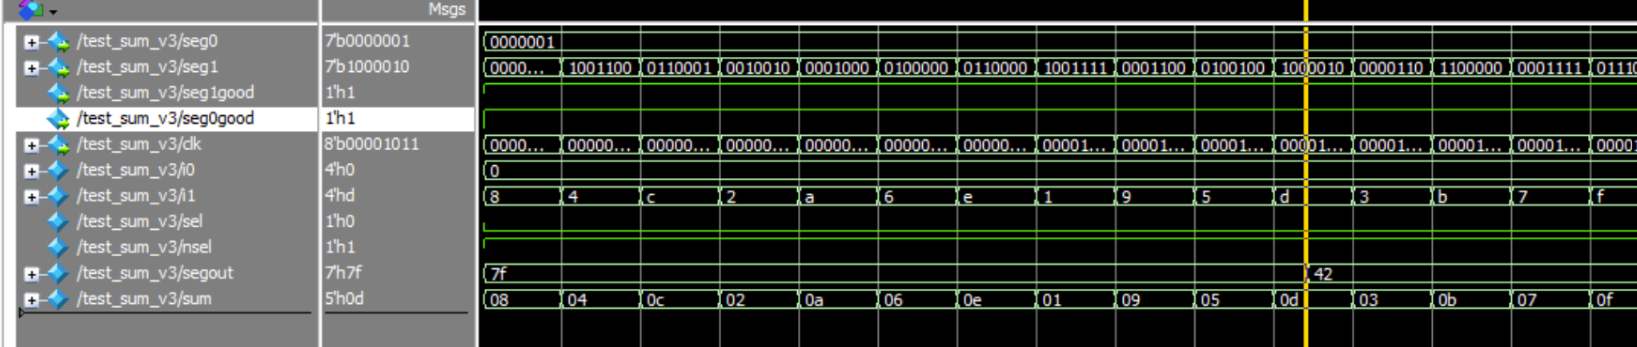 Msgs
/test_sum_v3/seg0 7'b0000001 0000001
/test_sum_v3/seg1 7'b1000010 0000... 1001100 0110001 0010010 0001000 0100000 0110000 1001111 0001100 0100100 1000010 0000110 1100000 0001111 01110
/test_sum_v3/seg1good 1'h1
/test_sum_v3/seg0good 1'h1
/test_sum_v3/clk 8'b00001011 0000... 00000... 00000... 00000... 00000... 00000... 00000... 00001... 00001... 00001... 00001... 00001... 00001... 00001... 00001
/test_sum_v3/i0 4'h0 0
/test_sum_v3/i1 4'hd 8 4 c 2 a 6 e 1 9 5 d 3 b 7 f
/test_sum_v3/sel 1'h0
/test_sum_v3/nsel 1'h1
/test_sum_v3/segout 7'h7f 7f 42
/test_sum_v3/sum 5'h0d 08 04 0c 02 0a 06 0e 01 09 05 0d 03 0b 07 0f